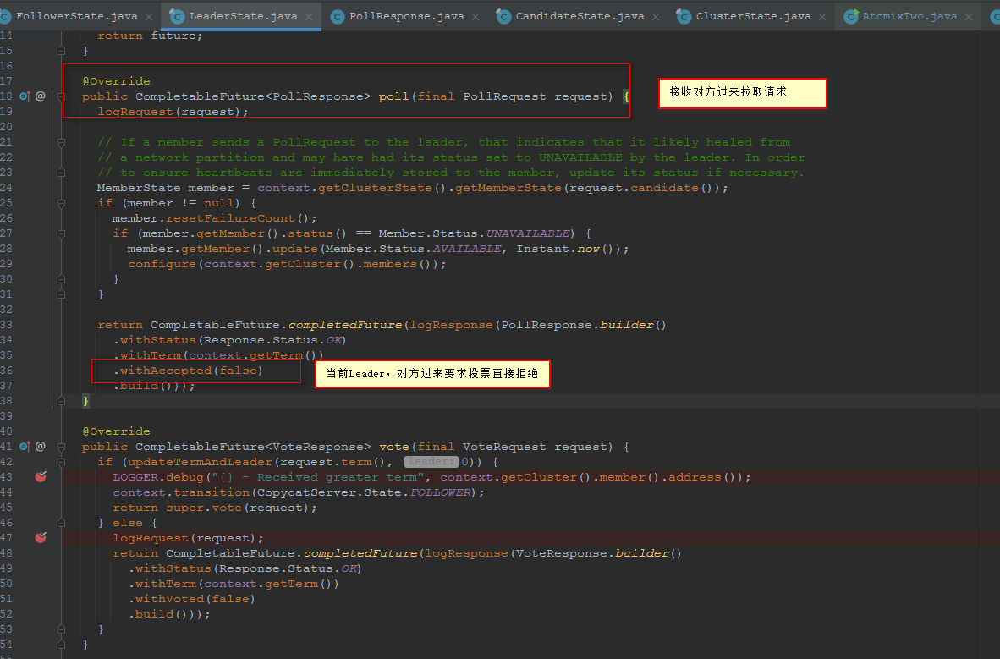 FollowerState.java LeaderState.java PollResponse.java CandidateState.java ClusterState.java AtomixTwo.java
14 return future;
15 }
16
17 @Override
18 @ public CompletableFuture<PollResponse> poll(final PollRequest request) {
接收对方过来拉取请求
19 logRequest(request);
20
21 // If a member sends a PollRequest to the leader, that indicates that it likely healed from
22 // a network partition and may have had its status set to UNAVAILABLE by the leader. In order
23 // to ensure heartbeats are immediately stored to the member, update its status if necessary.
24 MemberState member = context.getClusterState().getMemberState(request.candidate());
25 if (member != null) {
26 member.resetFailureCount();
27 if (member.getMember().status() == Member.Status.UNAVAILABLE) {
28 member.getMember().update(Member.Status.AVAILABLE, Instant.now());
29 configure(context.getCluster().members());
30 }
31 }
32
33 return CompletableFuture.completedFuture(logResponse(PollResponse.builder()
34 .withStatus(Response.Status.OK)
35 .withTerm(context.getTerm())
36 .withAccepted(false)
当前Leader，对方过来要求投票直接拒绝
37 .build()));
38 }
39
40 @Override
41 @ public CompletableFuture<VoteResponse> vote(final VoteRequest request) {
42 if (updateTermAndLeader(request.term(), leader: 0)) {
43 LOGGER.debug("{} - Received greater term", context.getCluster().member().address());
44 context.transition(CopycatServer.State.FOLLOWER);
45 return super.vote(request);
46 } else {
47 logRequest(request);
48 return CompletableFuture.completedFuture(logResponse(VoteResponse.builder()
49 .withStatus(Response.Status.OK)
50 .withTerm(context.getTerm())
51 .withVoted(false)
52 .build()));
53 }
54 }